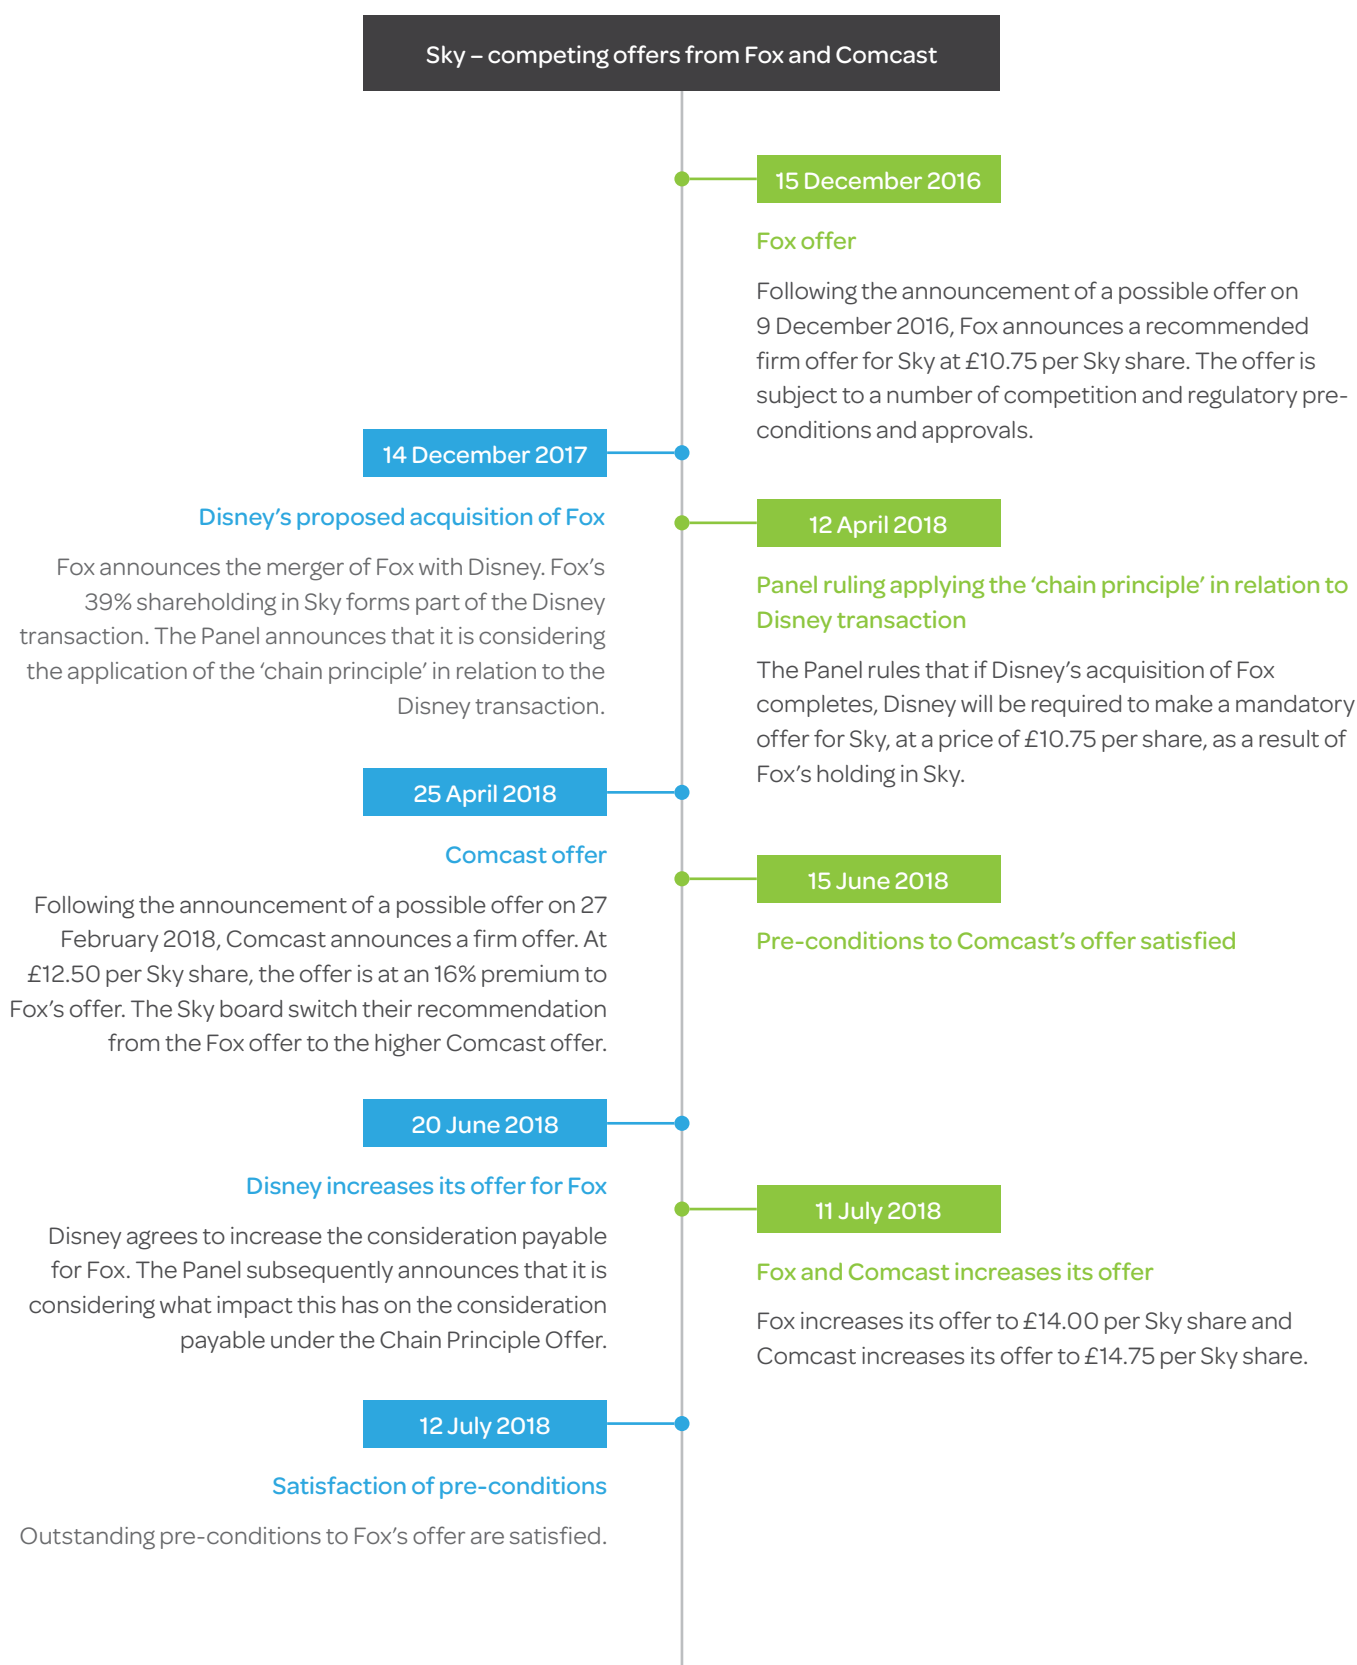 Sky – competing offers from Fox and Comcast
15 December 2016
Fox offer
Following the announcement of a possible offer on
9 December 2016, Fox announces a recommended
firm offer for Sky at £10.75 per Sky share. The offer is
subject to a number of competition and regulatory pre-
conditions and approvals.
14 December 2017
Disney’s proposed acquisition of Fox
Fox announces the merger of Fox with Disney. Fox’s
39% shareholding in Sky forms part of the Disney
transaction. The Panel announces that it is considering
the application of the ‘chain principle’ in relation to the
Disney transaction.
12 April 2018
Panel ruling applying the ‘chain principle’ in relation to
Disney transaction
The Panel rules that if Disney’s acquisition of Fox
completes, Disney will be required to make a mandatory
offer for Sky, at a price of £10.75 per share, as a result of
Fox’s holding in Sky.
25 April 2018
Comcast offer
Following the announcement of a possible offer on 27
February 2018, Comcast announces a firm offer. At
£12.50 per Sky share, the offer is at an 16% premium to
Fox’s offer. The Sky board switch their recommendation
from the Fox offer to the higher Comcast offer.
15 June 2018
Pre-conditions to Comcast’s offer satisfied
20 June 2018
Disney increases its offer for Fox
Disney agrees to increase the consideration payable
for Fox. The Panel subsequently announces that it is
considering what impact this has on the consideration
payable under the Chain Principle Offer.
11 July 2018
Fox and Comcast increases its offer
Fox increases its offer to £14.00 per Sky share and
Comcast increases its offer to £14.75 per Sky share.
12 July 2018
Satisfaction of pre-conditions
Outstanding pre-conditions to Fox’s offer are satisfied.